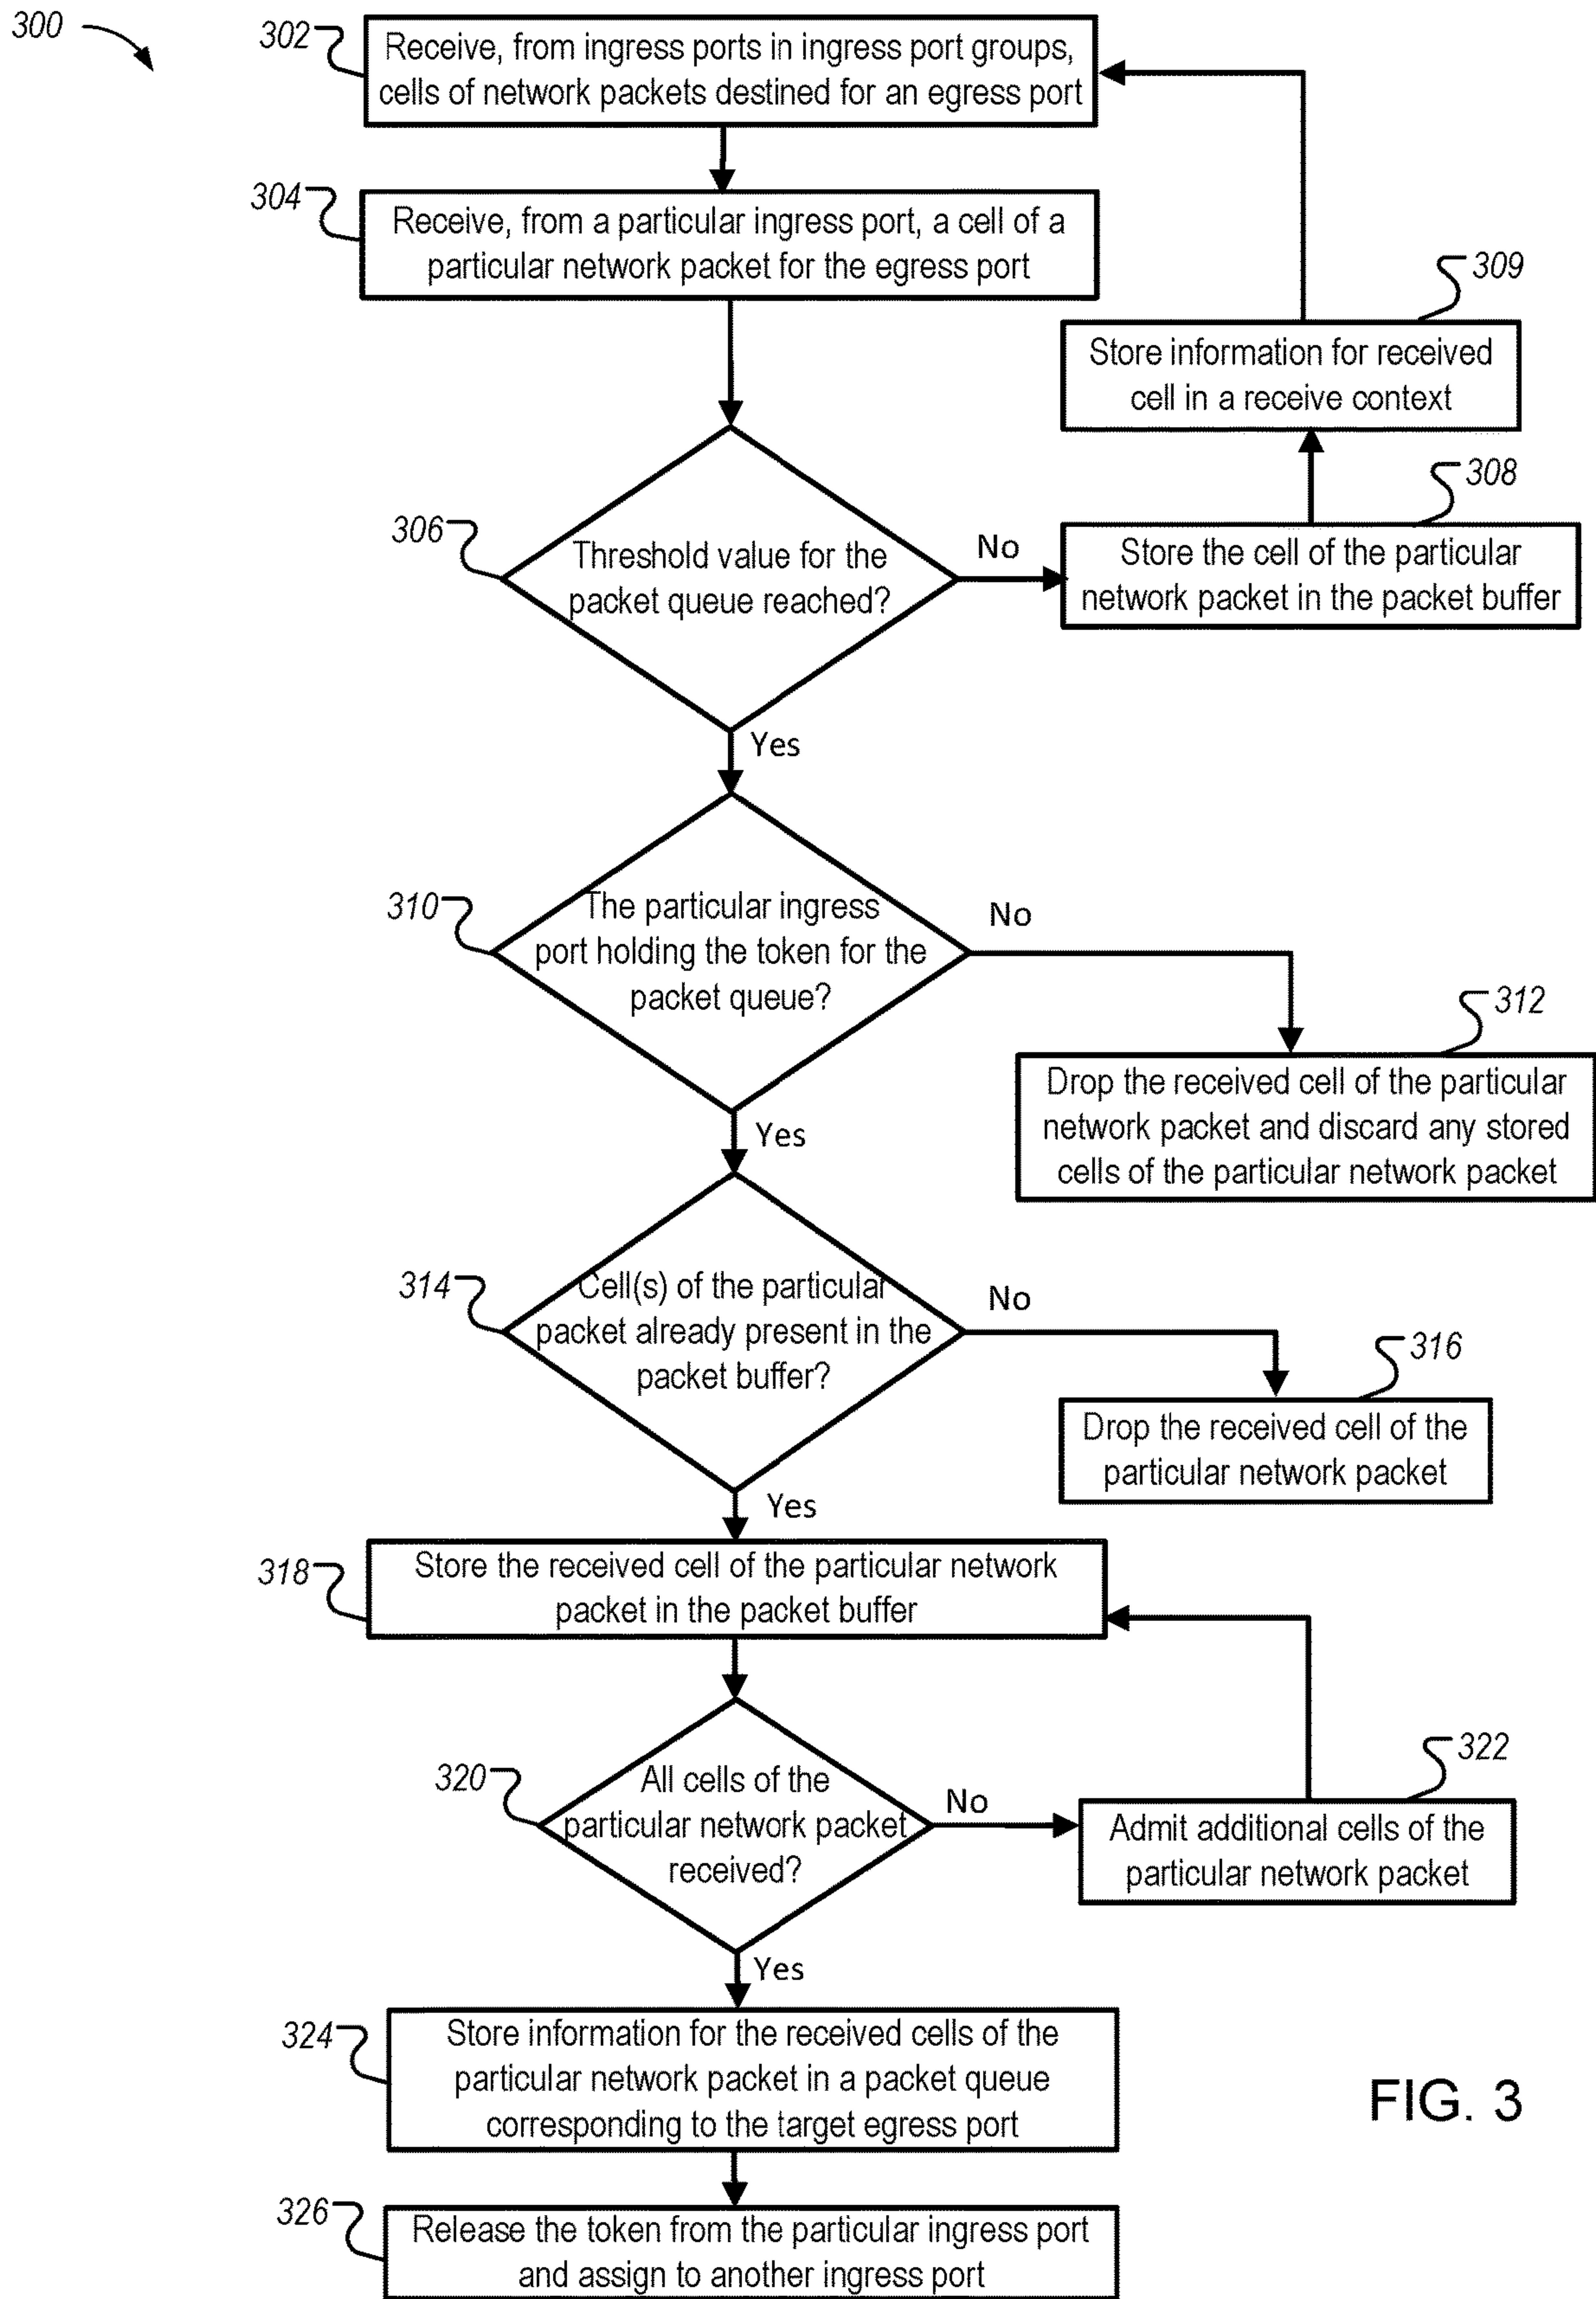 300
302
Receive, from ingress ports in ingress port groups,
cells of network packets destined for an egress port
304
Receive, from a particular ingress port, a cell of a
particular network packet for the egress port
309
Store information for received
cell in a receive context
308
Store the cell of the particular
network packet in the packet buffer
306
Threshold value for the
packet queue reached?
No
Yes
310
The particular ingress
port holding the token for the
packet queue?
No
312
Drop the received cell of the particular
network packet and discard any stored
cells of the particular network packet
Yes
314
Cell(s) of the particular
packet already present in the
packet buffer?
No
316
Drop the received cell of the
particular network packet
Yes
318
Store the received cell of the particular network
packet in the packet buffer
320
All cells of the
particular network packet
received?
No
322
Admit additional cells of the
particular network packet
Yes
324
Store information for the received cells of the
particular network packet in a packet queue
corresponding to the target egress port
326
Release the token from the particular ingress port
and assign to another ingress port
FIG. 3